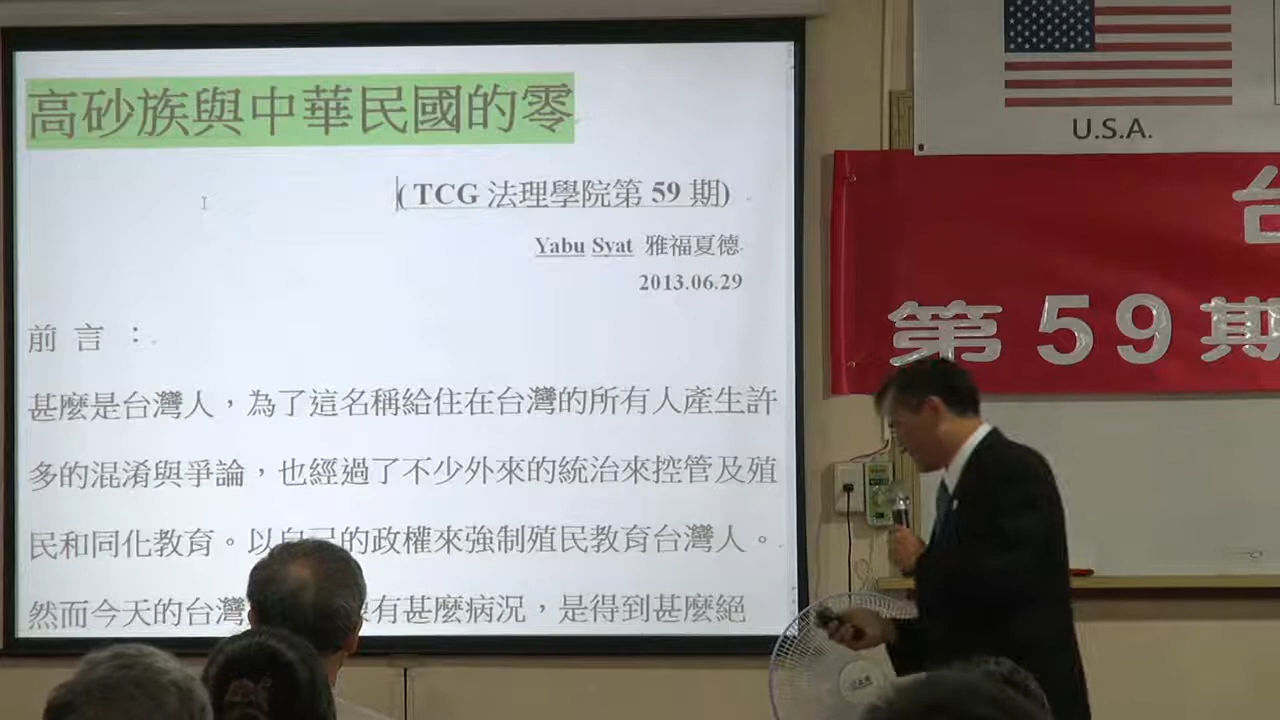 高砂族與中華民國的零
( TCG 法理學院第 59 期)
Yabu Syat 雅福夏德
2013.06.29
前 言 :
甚麼是台灣人，為了這名稱給住在台灣的所有人產生許
多的混淆與爭論，也經過了不少外來的統治來控管及殖
民和同化教育。以自己的政權來強制殖民教育台灣人。
然而今天的台灣 有甚麼病況，是得到甚麼絕
U.S.A.
台
第 59 期